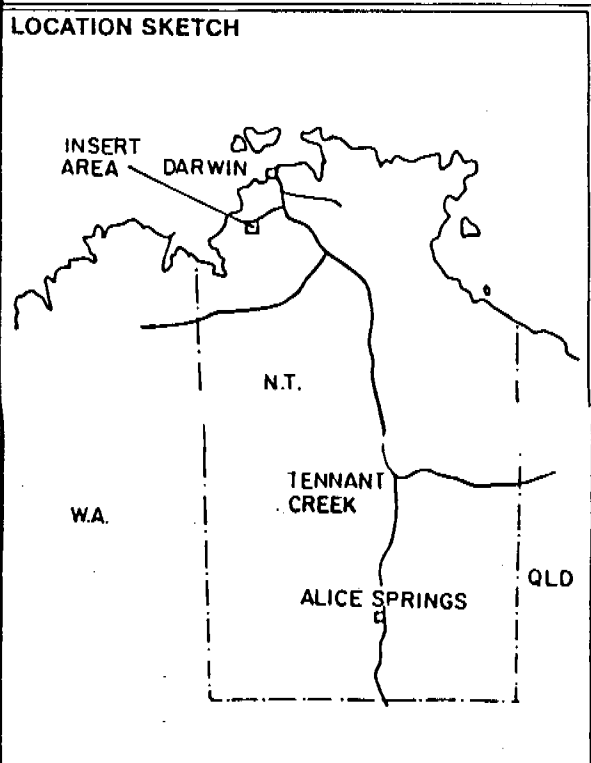 LOCATION SKETCH
INSERT
AREA
DARWIN
N.T.
TENNANT
CREEK
W.A.
QLD
ALICE SPRINGS